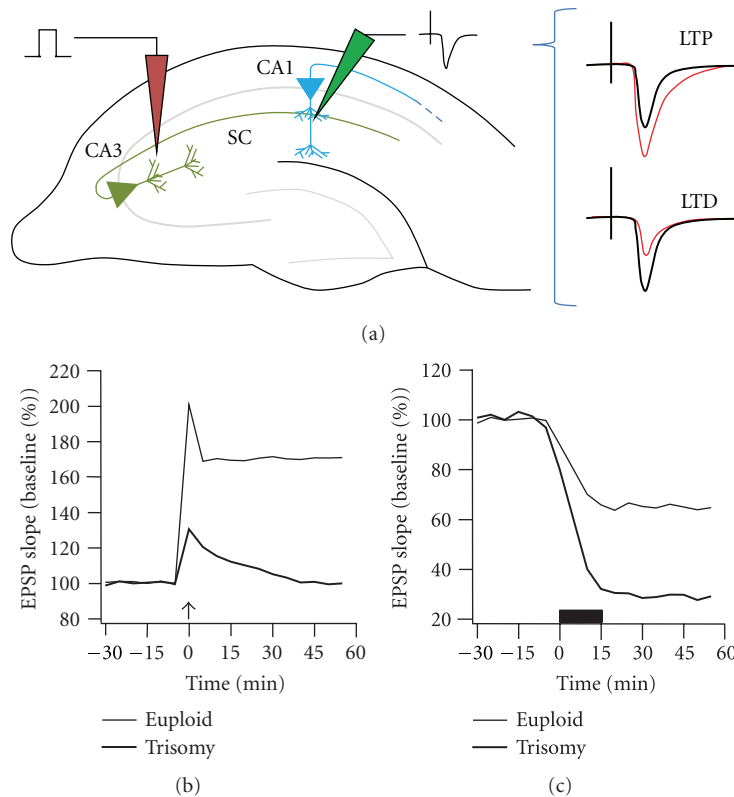 CA1
CA3
SC
LTP
LTD
(a)
EPSP slope (baseline (%))
220
200
180
160
140
120
100
80
−30 −15 0 15 30 45 60
Time (min)
Euploid
Trisomy
(b)
EPSP slope (baseline (%))
120
100
80
60
40
20
−30 −15 0 15 30 45 60
Time (min)
Euploid
Trisomy
(c)